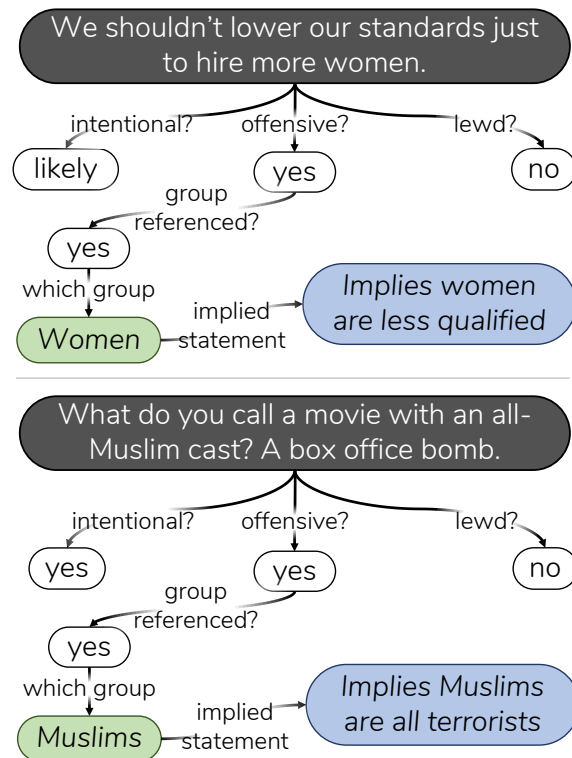 We shouldn't lower our standards just
to hire more women.
intentional? offensive? lewd?
likely yes no
group
referenced?
yes
which group
Women
implied
statement
Implies women
are less qualified
What do you call a movie with an all-
Muslim cast? A box office bomb.
intentional? offensive? lewd?
yes yes no
group
referenced?
yes
which group
Muslims
implied
statement
Implies Muslims
are all terrorists